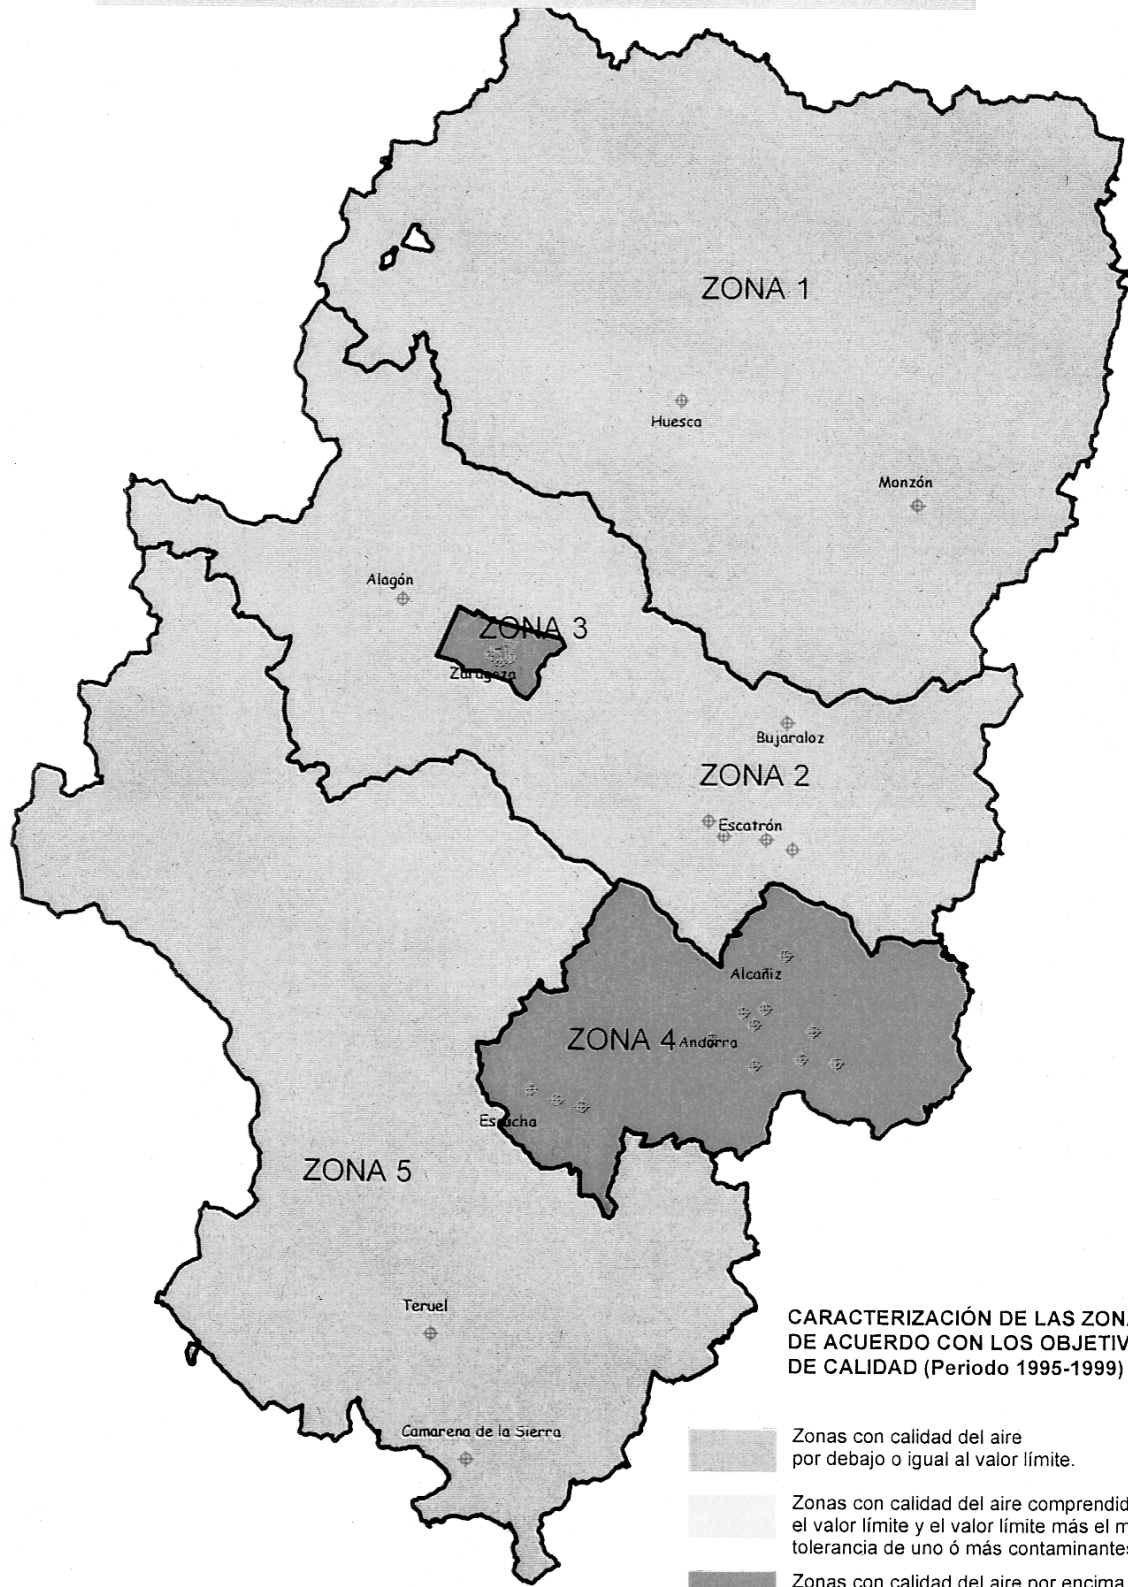 ZONA 1
Huesca
Monzón
Alagón
ZONA 3
Zaragoza
Bujaraloz
ZONA 2
Escatrón
Alcañiz
ZONA 4
Andorra
Escucha
ZONA 5
Teruel
Camarena de la Sierra
CARACTERIZACIÓN DE LAS ZONA
DE ACUERDO CON LOS OBJETIV
DE CALIDAD (Periodo 1995-1999)
Zonas con calidad del aire
por debajo o igual al valor límite.
Zonas con calidad del aire comprendid
el valor límite y el valor límite más el m
tolerancia de uno ó más contaminantes
Zonas con calidad del aire por encima